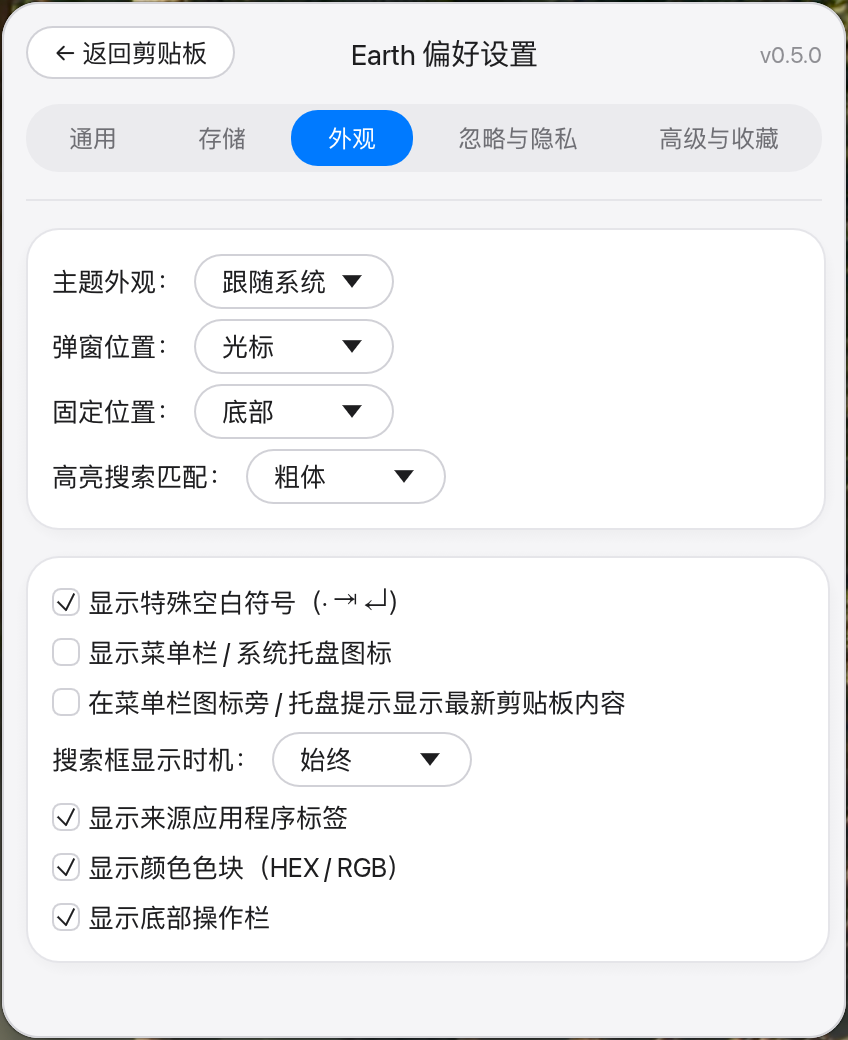 ← 返回剪贴板 Earth 偏好设置 v0.5.0
通用 存储 外观 忽略与隐私 高级与收藏
主题外观： 跟随系统 ▼
弹窗位置： 光标 ▼
固定位置： 底部 ▼
高亮搜索匹配： 粗体 ▼
显示特殊空白符号（· ⇥ ↵）
显示菜单栏 / 系统托盘图标
在菜单栏图标旁 / 托盘提示显示最新剪贴板内容
搜索框显示时机： 始终 ▼
显示来源应用程序标签
显示颜色色块（HEX / RGB）
显示底部操作栏